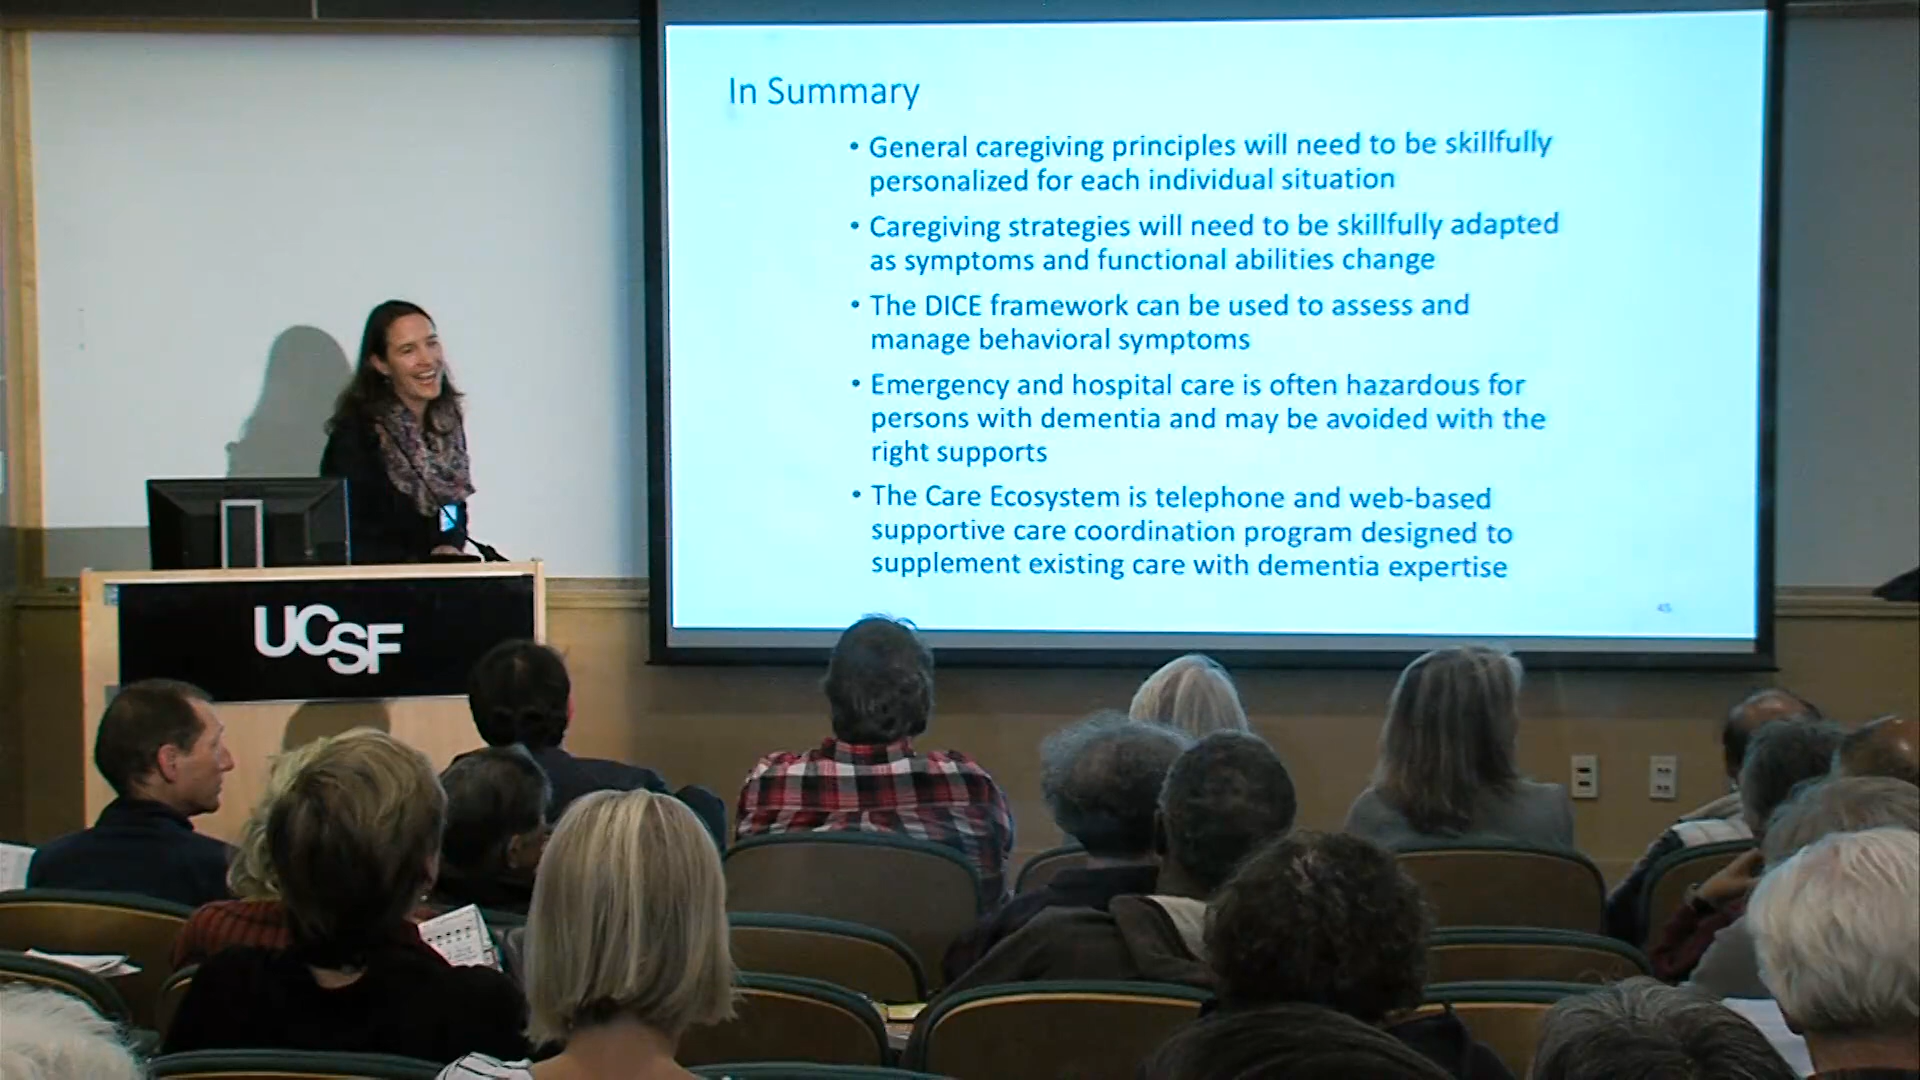 In Summary
• General caregiving principles will need to be skillfully
personalized for each individual situation
• Caregiving strategies will need to be skillfully adapted
as symptoms and functional abilities change
• The DICE framework can be used to assess and
manage behavioral symptoms
• Emergency and hospital care is often hazardous for
persons with dementia and may be avoided with the
right supports
• The Care Ecosystem is telephone and web-based
supportive care coordination program designed to
supplement existing care with dementia expertise
45
UCSF